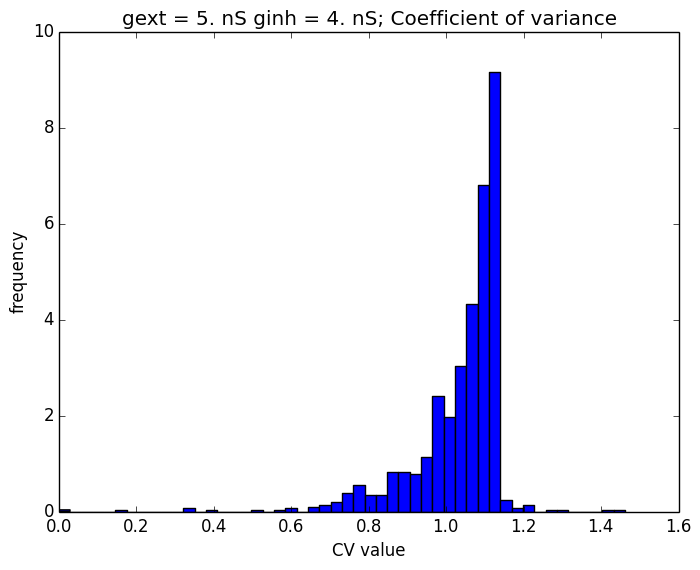 gext = 5. nS ginh = 4. nS; Coefficient of variance
10
8
6
4
2
0
frequency
0.0 0.2 0.4 0.6 0.8 1.0 1.2 1.4 1.6
CV value